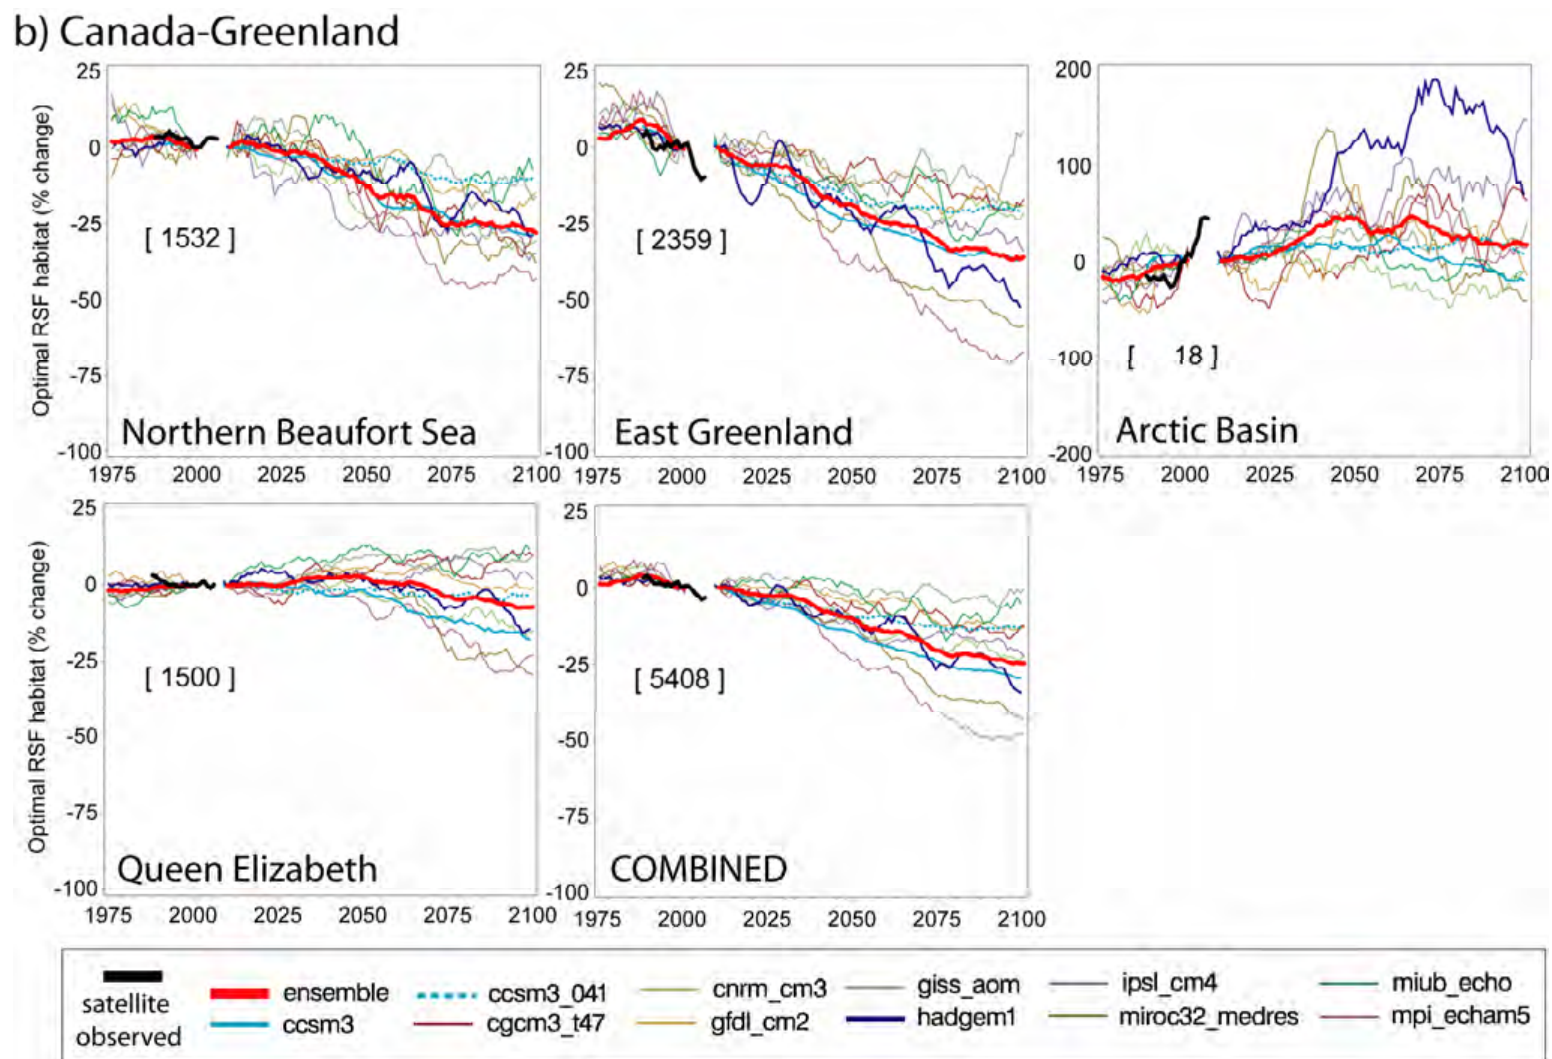 b) Canada-Greenland
Optimal RSF habitat (% change)
25
0
-25
-50
-75
-100
[ 1532 ]
Northern Beaufort Sea
1975 2000 2025 2050 2075 2100
25
0
-25
-50
-75
-100
[ 2359 ]
East Greenland
1975 2000 2025 2050 2075 2100
200
100
0
-100
-200
[ 18 ]
Arctic Basin
1975 2000 2025 2050 2075 2100
Optimal RSF habitat (% change)
25
0
-25
-50
-75
-100
[ 1500 ]
Queen Elizabeth
1975 2000 2025 2050 2075 2100
25
0
-25
-50
-75
-100
[ 5408 ]
COMBINED
1975 2000 2025 2050 2075 2100
satellite
observed
ensemble
ccsm3
ccsm3_041
cgcm3_t47
cnrm_cm3
gfdl_cm2
giss_aom
hadgem1
ipsl_cm4
miroc32_medres
miub_echo
mpi_echam5